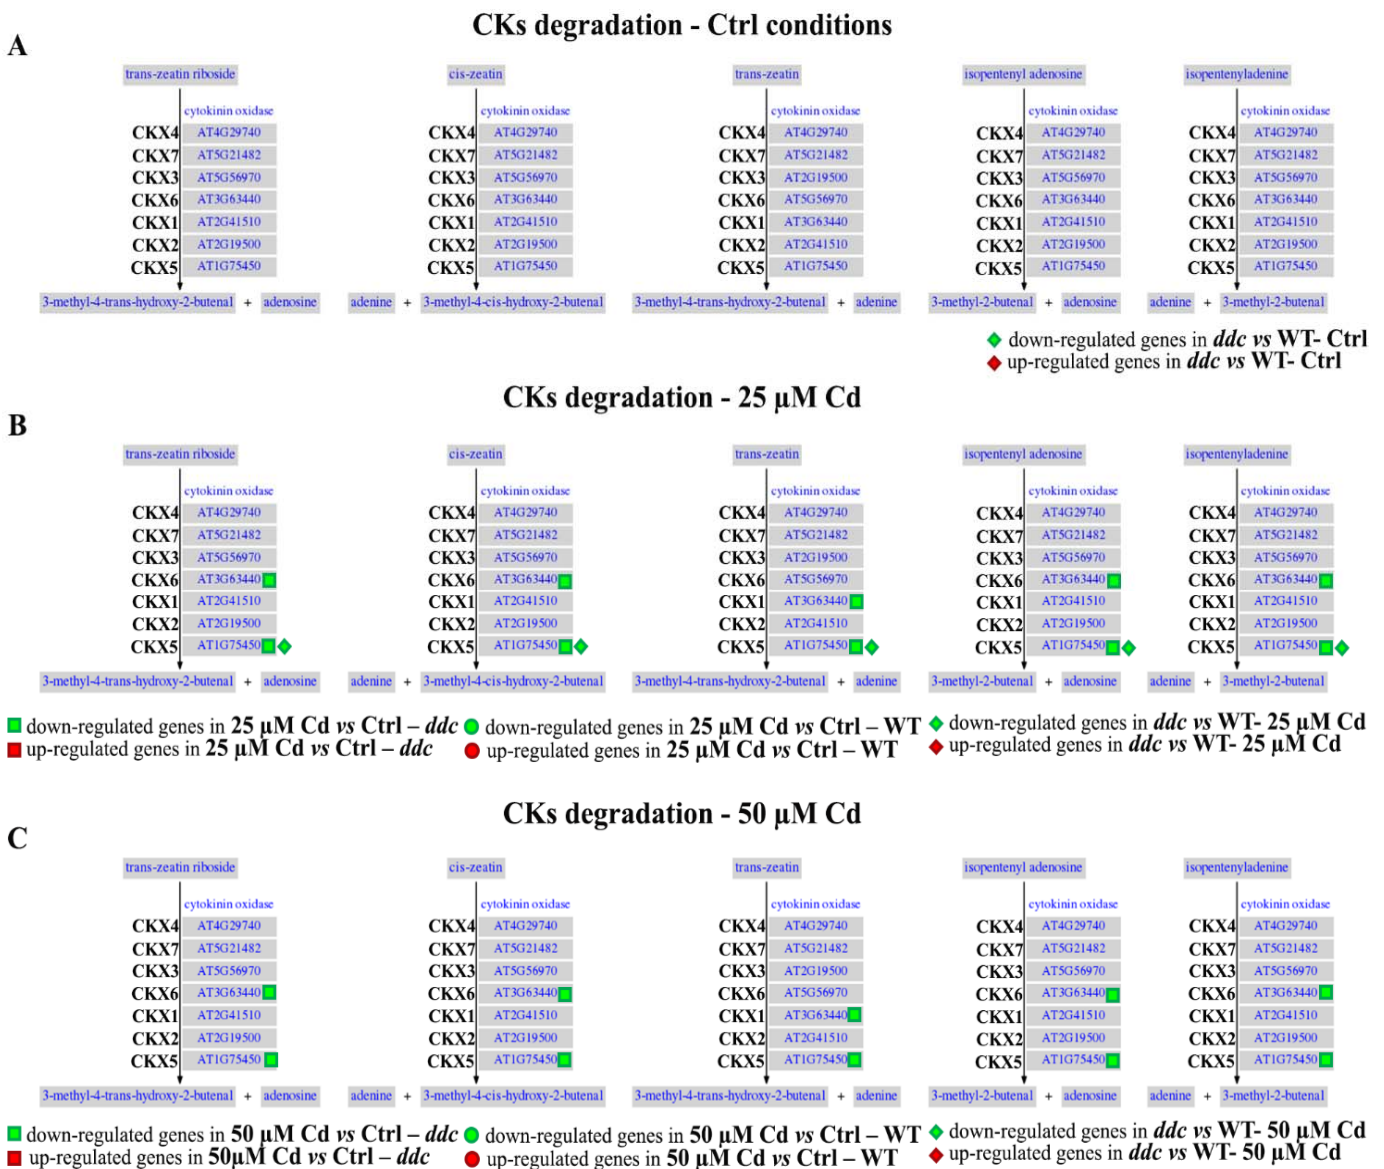 CKs degradation - Ctrl conditions
A
trans-zeatin riboside cis-zeatin trans-zeatin isopentenyl adenosine isopentenyladenine
cytokinin oxidase cytokinin oxidase cytokinin oxidase cytokinin oxidase cytokinin oxidase
CKX4 AT4G29740 CKX4 AT4G29740 CKX4 AT4G29740 CKX4 AT4G29740 CKX4 AT4G29740
CKX7 AT5G21482 CKX7 AT5G21482 CKX7 AT5G21482 CKX7 AT5G21482 CKX7 AT5G21482
CKX3 AT5G56970 CKX3 AT5G56970 CKX3 AT2G19500 CKX3 AT5G56970 CKX3 AT5G56970
CKX6 AT3G63440 CKX6 AT3G63440 CKX6 AT5G56970 CKX6 AT3G63440 CKX6 AT3G63440
CKX1 AT2G41510 CKX1 AT2G41510 CKX1 AT3G63440 CKX1 AT2G41510 CKX1 AT2G41510
CKX2 AT2G19500 CKX2 AT2G19500 CKX2 AT2G41510 CKX2 AT2G19500 CKX2 AT2G19500
CKX5 AT1G75450 CKX5 AT1G75450 CKX5 AT1G75450 CKX5 AT1G75450 CKX5 AT1G75450
3-methyl-4-trans-hydroxy-2-butenal + adenosine adenine + 3-methyl-4-cis-hydroxy-2-butenal 3-methyl-4-trans-hydroxy-2-butenal + adenine 3-methyl-2-butenal + adenosine adenine + 3-methyl-2-butenal
down-regulated genes in ddc vs WT- Ctrl
up-regulated genes in ddc vs WT- Ctrl
CKs degradation - 25 µM Cd
B
trans-zeatin riboside cis-zeatin trans-zeatin isopentenyl adenosine isopentenyladenine
cytokinin oxidase cytokinin oxidase cytokinin oxidase cytokinin oxidase cytokinin oxidase
CKX4 AT4G29740 CKX4 AT4G29740 CKX4 AT4G29740 CKX4 AT4G29740 CKX4 AT4G29740
CKX7 AT5G21482 CKX7 AT5G21482 CKX7 AT5G21482 CKX7 AT5G21482 CKX7 AT5G21482
CKX3 AT5G56970 CKX3 AT5G56970 CKX3 AT2G19500 CKX3 AT5G56970 CKX3 AT5G56970
CKX6 AT3G63440 CKX6 AT3G63440 CKX6 AT5G56970 CKX6 AT3G63440 CKX6 AT3G63440
CKX1 AT2G41510 CKX1 AT2G41510 CKX1 AT3G63440 CKX1 AT2G41510 CKX1 AT2G41510
CKX2 AT2G19500 CKX2 AT2G19500 CKX2 AT2G41510 CKX2 AT2G19500 CKX2 AT2G19500
CKX5 AT1G75450 CKX5 AT1G75450 CKX5 AT1G75450 CKX5 AT1G75450 CKX5 AT1G75450
3-methyl-4-trans-hydroxy-2-butenal + adenosine adenine + 3-methyl-4-cis-hydroxy-2-butenal 3-methyl-4-trans-hydroxy-2-butenal + adenine 3-methyl-2-butenal + adenosine adenine + 3-methyl-2-butenal
down-regulated genes in 25 µM Cd vs Ctrl – ddc down-regulated genes in 25 µM Cd vs Ctrl – WT down-regulated genes in ddc vs WT- 25 µM Cd
up-regulated genes in 25 µM Cd vs Ctrl – ddc up-regulated genes in 25 µM Cd vs Ctrl – WT up-regulated genes in ddc vs WT- 25 µM Cd
CKs degradation - 50 µM Cd
C
trans-zeatin riboside cis-zeatin trans-zeatin isopentenyl adenosine isopentenyladenine
cytokinin oxidase cytokinin oxidase cytokinin oxidase cytokinin oxidase cytokinin oxidase
CKX4 AT4G29740 CKX4 AT4G29740 CKX4 AT4G29740 CKX4 AT4G29740 CKX4 AT4G29740
CKX7 AT5G21482 CKX7 AT5G21482 CKX7 AT5G21482 CKX7 AT5G21482 CKX7 AT5G21482
CKX3 AT5G56970 CKX3 AT5G56970 CKX3 AT2G19500 CKX3 AT5G56970 CKX3 AT5G56970
CKX6 AT3G63440 CKX6 AT3G63440 CKX6 AT5G56970 CKX6 AT3G63440 CKX6 AT3G63440
CKX1 AT2G41510 CKX1 AT2G41510 CKX1 AT3G63440 CKX1 AT2G41510 CKX1 AT2G41510
CKX2 AT2G19500 CKX2 AT2G19500 CKX2 AT2G41510 CKX2 AT2G19500 CKX2 AT2G19500
CKX5 AT1G75450 CKX5 AT1G75450 CKX5 AT1G75450 CKX5 AT1G75450 CKX5 AT1G75450
3-methyl-4-trans-hydroxy-2-butenal + adenosine adenine + 3-methyl-4-cis-hydroxy-2-butenal 3-methyl-4-trans-hydroxy-2-butenal + adenine 3-methyl-2-butenal + adenosine adenine + 3-methyl-2-butenal
down-regulated genes in 50 µM Cd vs Ctrl – ddc down-regulated genes in 50 µM Cd vs Ctrl – WT down-regulated genes in ddc vs WT- 50 µM Cd
up-regulated genes in 50µM Cd vs Ctrl – ddc up-regulated genes in 50 µM Cd vs Ctrl – WT up-regulated genes in ddc vs WT- 50 µM Cd